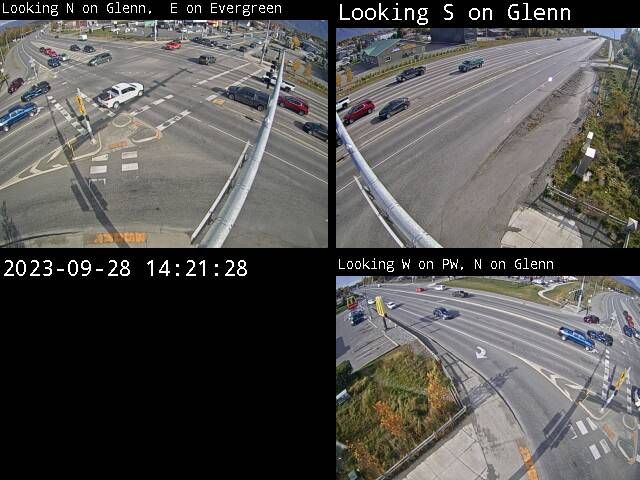 Looking N on Glenn, E on Evergreen
Looking S on Glenn
2023-09-28 14:21:28
Looking W on PW, N on Glenn